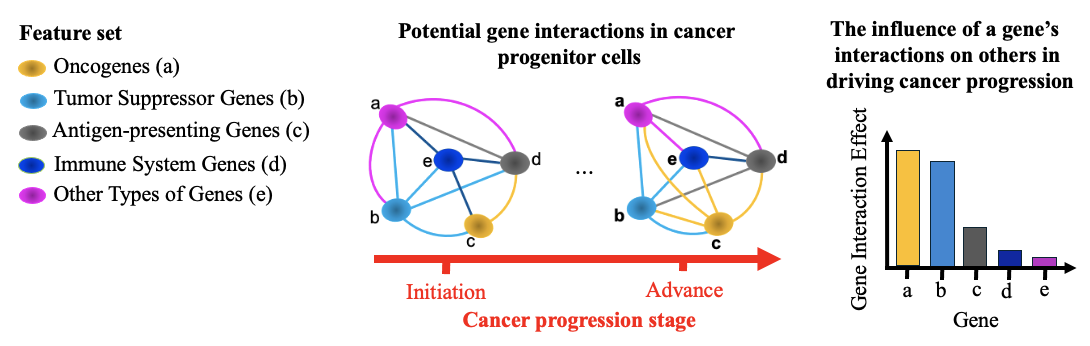 Feature set
Oncogenes (a)
Tumor Suppressor Genes (b)
Antigen-presenting Genes (c)
Immune System Genes (d)
Other Types of Genes (e)
Potential gene interactions in cancer
progenitor cells
a
e
d
b
c
...
a
e
d
b
c
Initiation
Advance
Cancer progression stage
The influence of a gene's
interactions on others in
driving cancer progression
Gene Interaction Effect
a b c d e
Gene